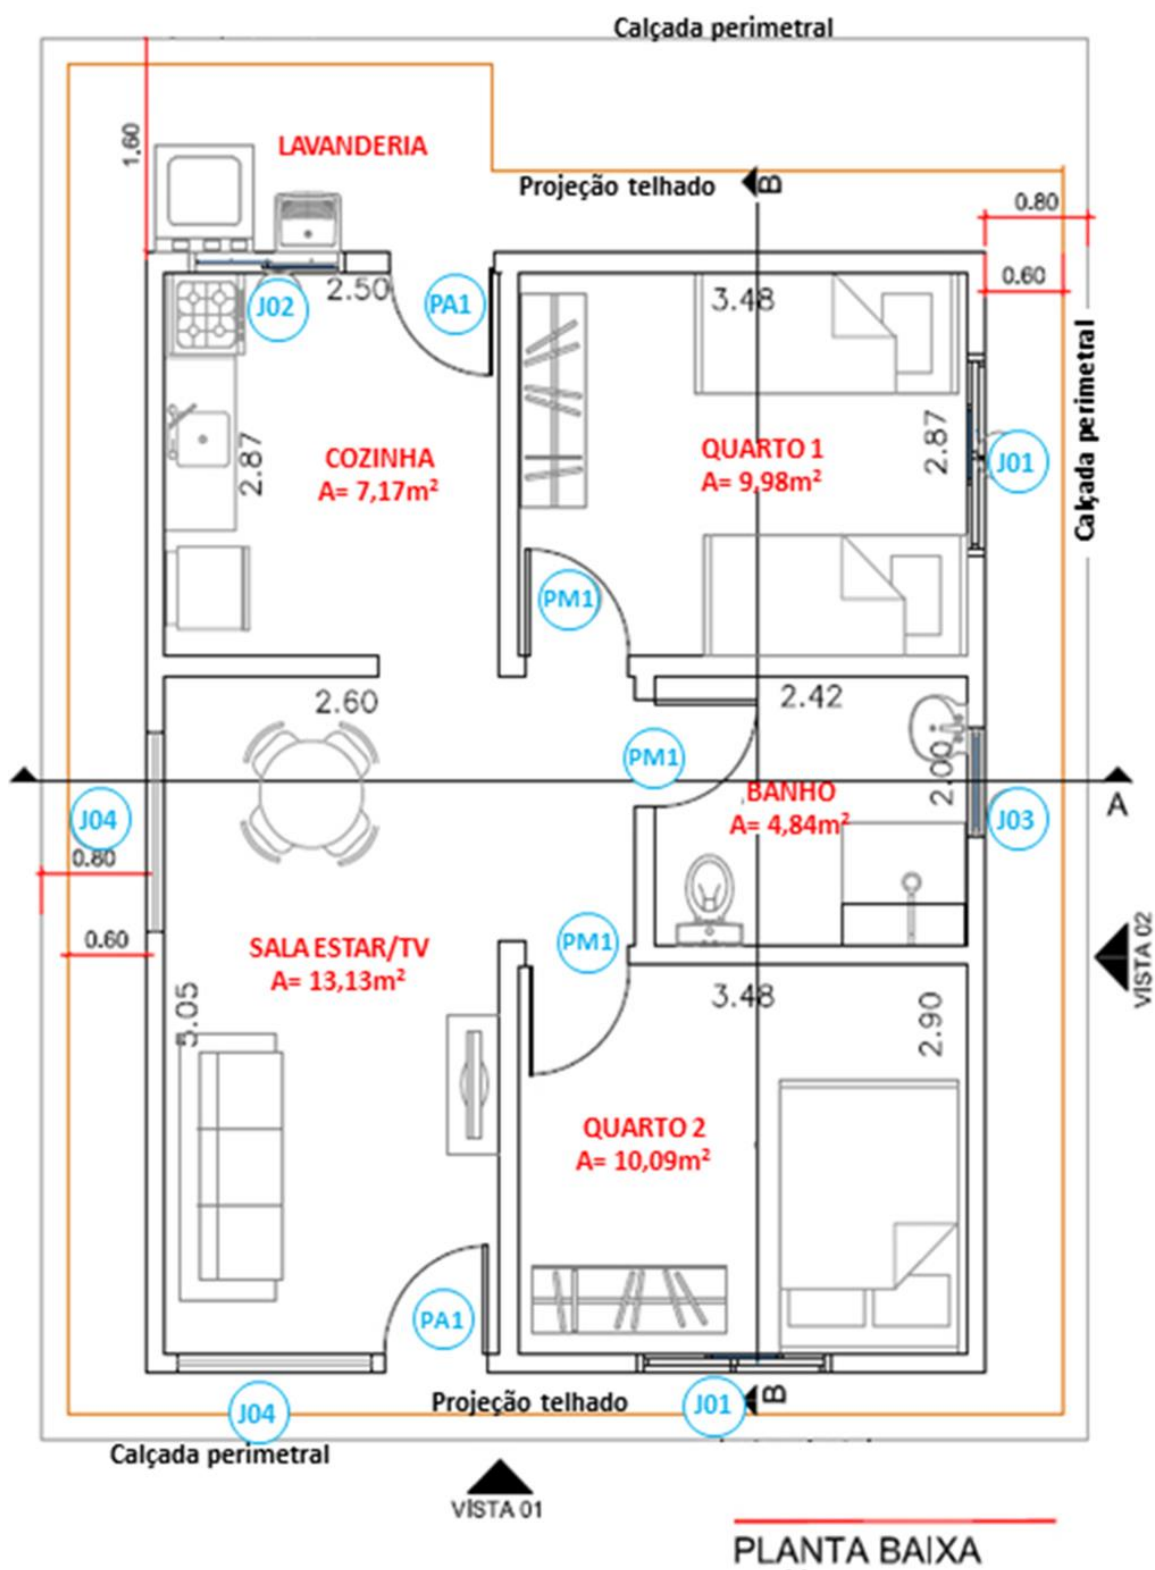 Calçada perimetral
1.60
LAVANDERIA
Projeção telhado
B
0.80
0.60
J02
2.50
PA1
3.48
Calçada perimetral
COZINHA
A= 7,17m²
2.87
QUARTO 1
A= 9,98m²
2.87
J01
PM1
2.60
2.42
PM1
2.00
BANHO
A= 4,84m²
A
J04
J03
0.80
0.60
PM1
SALA ESTAR/TV
A= 13,13m²
VISTA 02
5.05
3.48
2.90
QUARTO 2
A= 10,09m²
PA1
J04
Projeção telhado
J01
B
Calçada perimetral
VISTA 01
PLANTA BAIXA